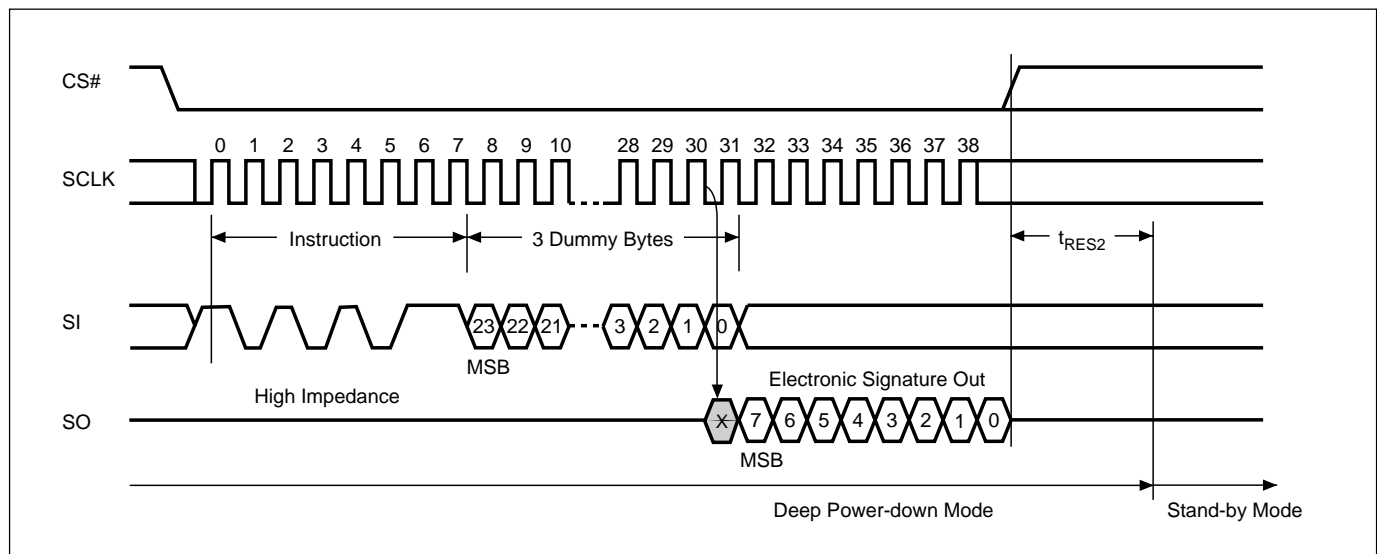 CS#
0 1 2 3 4 5 6 7 8 9 10 28 29 30 31 32 33 34 35 36 37 38
SCLK
Instruction 3 Dummy Bytes tRES2
SI 23 22 21 3 2 1 0
MSB
High Impedance Electronic Signature Out
SO X 7 6 5 4 3 2 1 0
MSB
Deep Power-down Mode Stand-by Mode